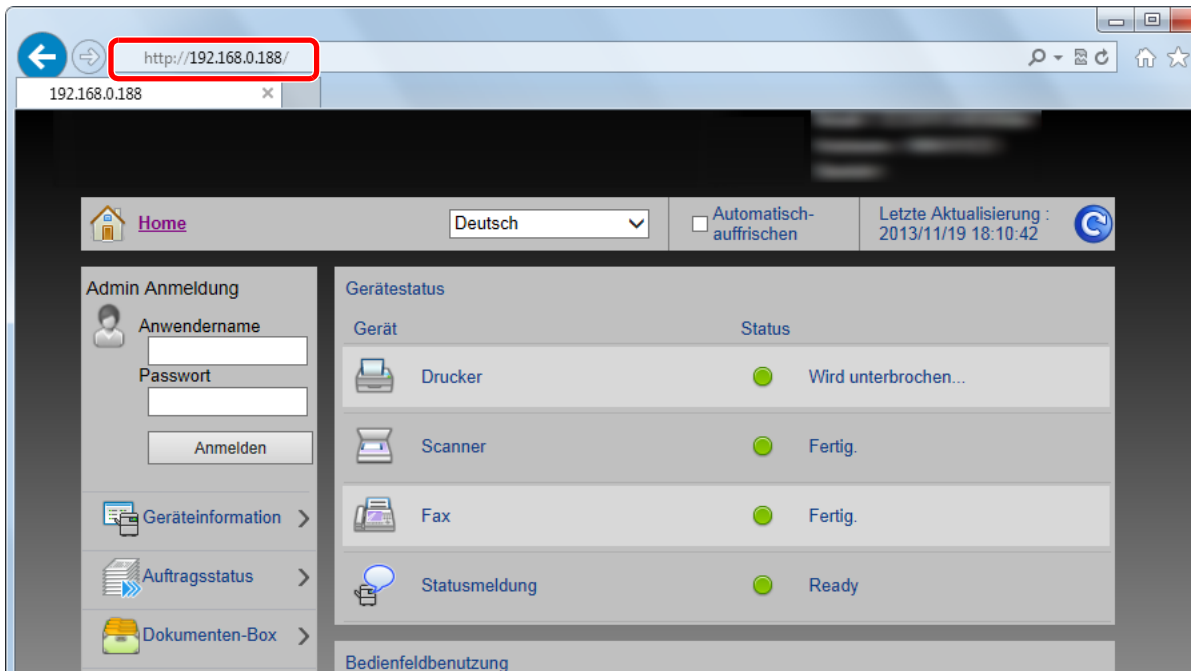 http://192.168.0.188/
192.168.0.188
Home
Deutsch
Automatisch-
auffrischen
Letzte Aktualisierung :
2013/11/19 18:10:42
Admin Anmeldung
Anwendername
Passwort
Anmelden
Geräteinformation
Auftragsstatus
Dokumenten-Box
Gerätestatus
Gerät Status
Drucker Wird unterbrochen...
Scanner Fertig.
Fax Fertig.
Statusmeldung Ready
Bedienfeldbenutzung